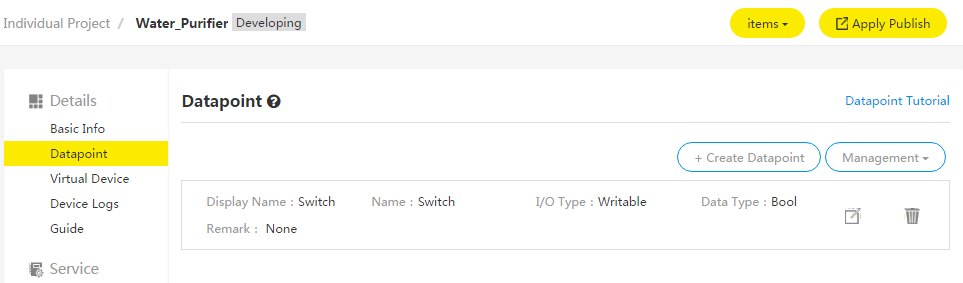 Individual Project / Water_Purifier Developing items Apply Publish
Details
Basic Info
Datapoint
Virtual Device
Device Logs
Guide
Service
Datapoint ? Datapoint Tutorial
+ Create Datapoint Management
Display Name : Switch Name : Switch I/O Type : Writable Data Type : Bool
Remark : None